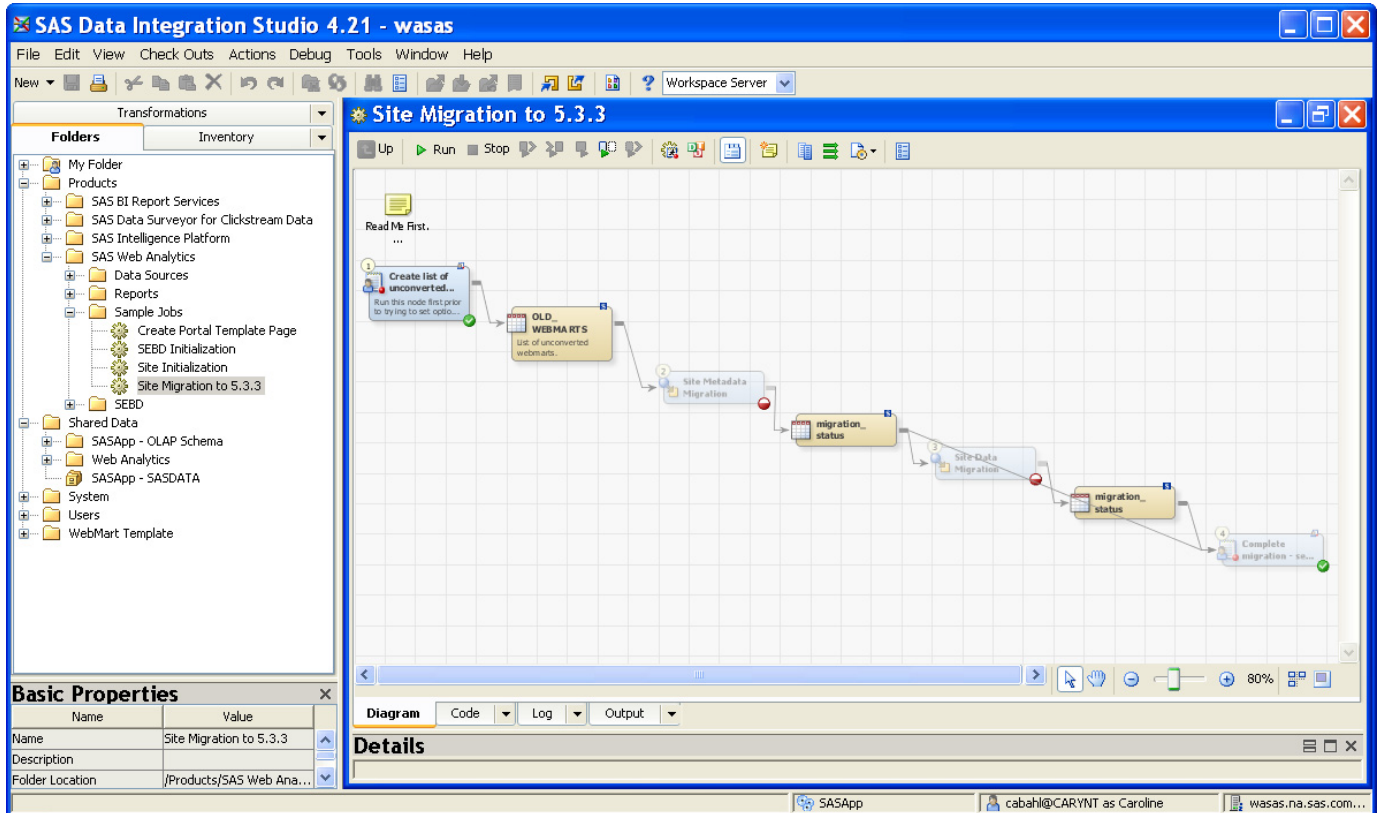 SAS Data Integration Studio 4.21 - wasas
File Edit View Check Outs Actions Debug Tools Window Help
New
Workspace Server
Transformations
Folders
Inventory
My Folder
Products
SAS BI Report Services
SAS Data Surveyor for Clickstream Data
SAS Intelligence Platform
SAS Web Analytics
Data Sources
Reports
Sample Jobs
Create Portal Template Page
SEBD Initialization
Site Initialization
Site Migration to 5.3.3
SEBD
Shared Data
SASApp - OLAP Schema
Web Analytics
SASApp - SASDATA
System
Users
WebMart Template
Basic Properties
Name Value
Name Site Migration to 5.3.3
Description
Folder Location /Products/SAS Web Ana...
Site Migration to 5.3.3
Up Run Stop
Read Me First.
...
1
Create list of
unconverted...
Run this node first prior
to trying to set optio...
OLD_
WEBMARTS
List of unconverted
webmarts.
2
Site Metadata
Migration
migration_
status
3
Site Data
Migration
migration_
status
4
Complete
migration - se...
80%
Diagram Code Log Output
Details
SASApp
cabahl@CARYNT as Caroline
wasas.na.sas.com...